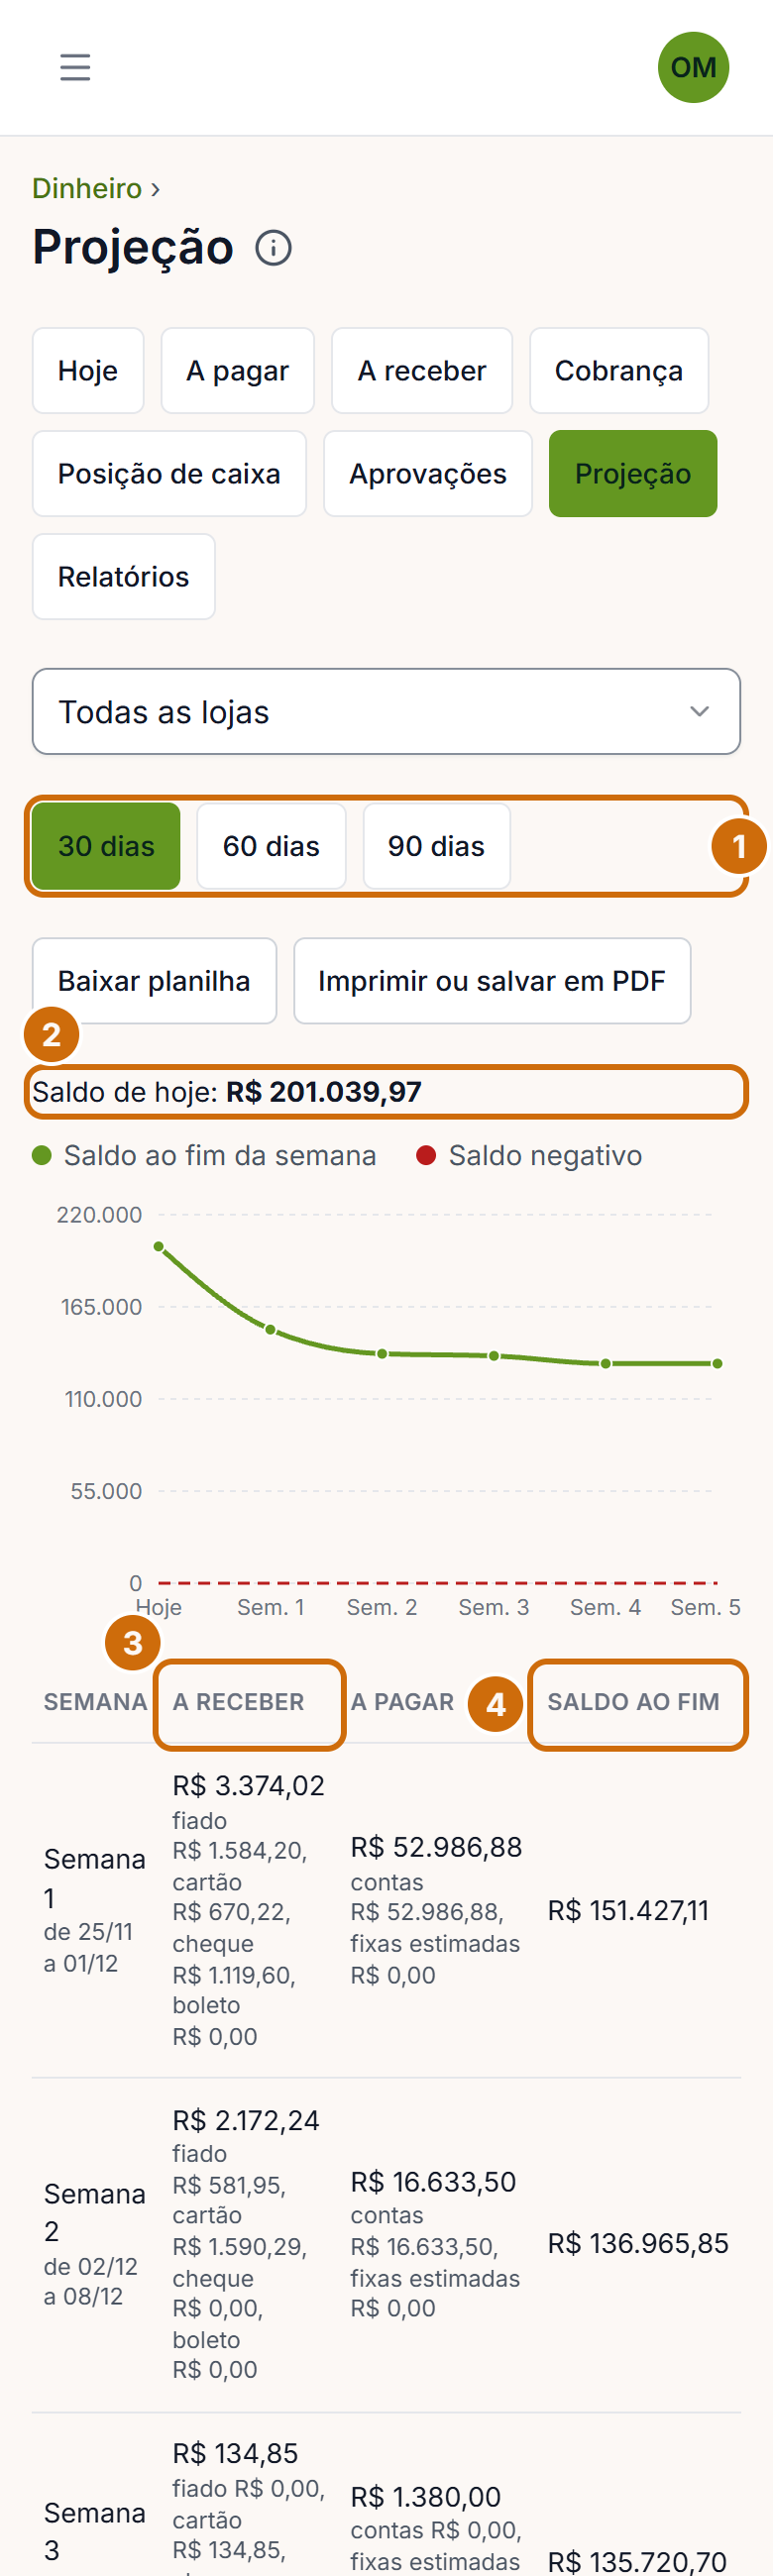 OM
Dinheiro ›
Projeção
Hoje
A pagar
A receber
Cobrança
Posição de caixa
Aprovações
Projeção
Relatórios
Todas as lojas
30 dias
60 dias
90 dias
1
Baixar planilha
Imprimir ou salvar em PDF
2
Saldo de hoje: R$ 201.039,97
Saldo ao fim da semana
Saldo negativo
220.000
165.000
110.000
55.000
0
Hoje
Sem. 1
Sem. 2
Sem. 3
Sem. 4
Sem. 5
3
SEMANA
A RECEBER
A PAGAR
4
SALDO AO FIM
Semana
1
de 25/11
a 01/12
R$ 3.374,02
fiado
R$ 1.584,20,
cartão
R$ 670,22,
cheque
R$ 1.119,60,
boleto
R$ 0,00
R$ 52.986,88
contas
R$ 52.986,88,
fixas estimadas
R$ 0,00
R$ 151.427,11
Semana
2
de 02/12
a 08/12
R$ 2.172,24
fiado
R$ 581,95,
cartão
R$ 1.590,29,
cheque
R$ 0,00,
boleto
R$ 0,00
R$ 16.633,50
contas
R$ 16.633,50,
fixas estimadas
R$ 0,00
R$ 136.965,85
Semana
3
R$ 134,85
fiado R$ 0,00,
cartão
R$ 134,85,
R$ 1.380,00
contas R$ 0,00,
fixas estimadas
R$ 135.720,70